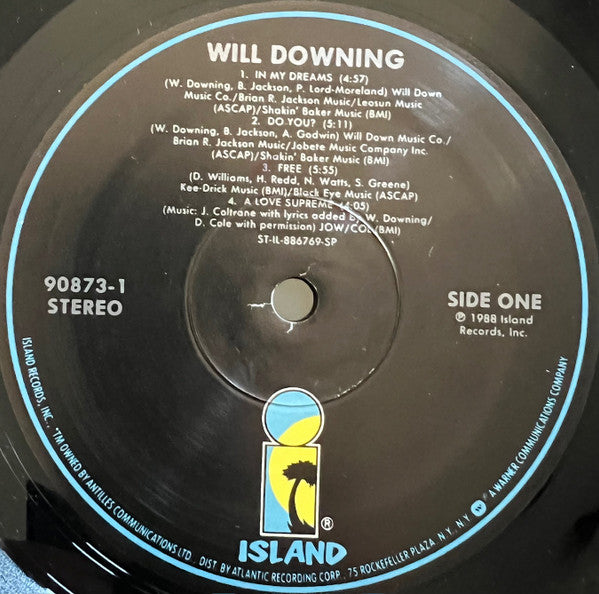 WILL DOWNING
1. IN MY DREAMS (4:57)
(W. Downing, B. Jackson, P. Lord-Moreland) Will Down
Music Co./Brian R. Jackson Music/Leosun Music
(ASCAP)/Shakin' Baker Music (BMI)
2. DO YOU? (5:11)
(W. Downing, B. Jackson, A. Godwin) Will Down Music Co./
Brian R. Jackson Music/Jobete Music Company Inc.
(ASCAP)/Shakin' Baker Music (BMI)
3. FREE (5:55)
(D. Williams, H. Redd, N. Watts, S. Greene)
Kee-Drick Music (BMI)/Black Eye Music (ASCAP)
4. A LOVE SUPREME (4:05)
(Music: J. Coltrane with lyrics added by W. Downing/
D. Cole with permission) JOW/COL (BMI)
ST-IL-886769-SP
90873-1
STEREO
SIDE ONE
℗ 1988 Island
Records, Inc.
ISLAND RECORDS, INC., *TM OWNED BY ANTILLES COMMUNICATIONS LTD. DIST. BY ATLANTIC RECORDING CORP., 75 ROCKEFELLER PLAZA N.Y. N.Y. A WARNER COMMUNICATIONS COMPANY
®
ISLAND